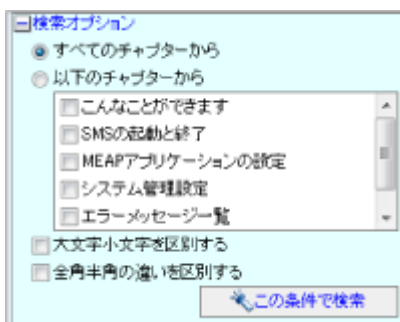 検索オプション
すべてのチャプターから
以下のチャプターから
こんなことができます
SMSの起動と終了
MEAPアプリケーションの設定
システム管理設定
エラーメッセージ一覧
大文字小文字を区別する
全角半角の違いを区別する
この条件で検索